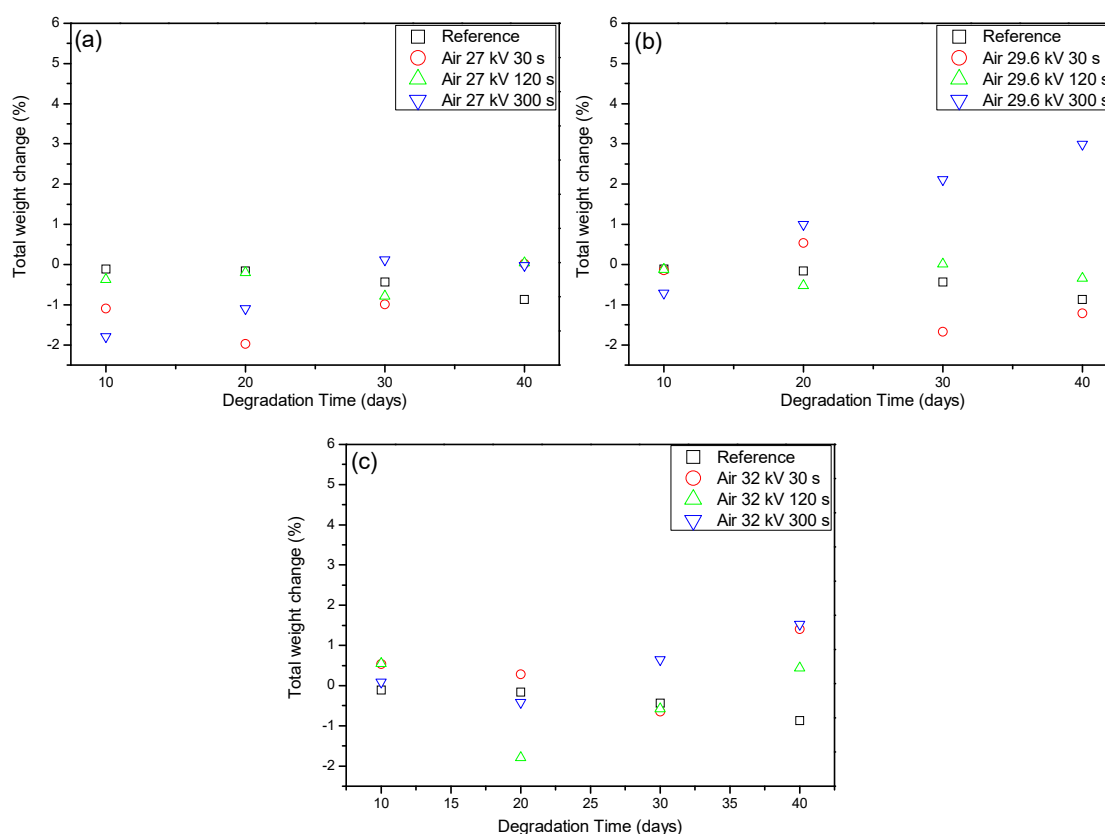 (a)
Reference
Air 27 kV 30 s
Air 27 kV 120 s
Air 27 kV 300 s
6
5
4
3
2
1
0
-1
-2
Total weight change (%)
10
20
30
40
Degradation Time (days)
(b)
Reference
Air 29.6 kV 30 s
Air 29.6 kV 120 s
Air 29.6 kV 300 s
6
5
4
3
2
1
0
-1
-2
Total weight change (%)
10
20
30
40
Degradation Time (days)
(c)
Reference
Air 32 kV 30 s
Air 32 kV 120 s
Air 32 kV 300 s
6
5
4
3
2
1
0
-1
-2
Total weight change (%)
10
15
20
25
30
35
40
Degradation Time (days)